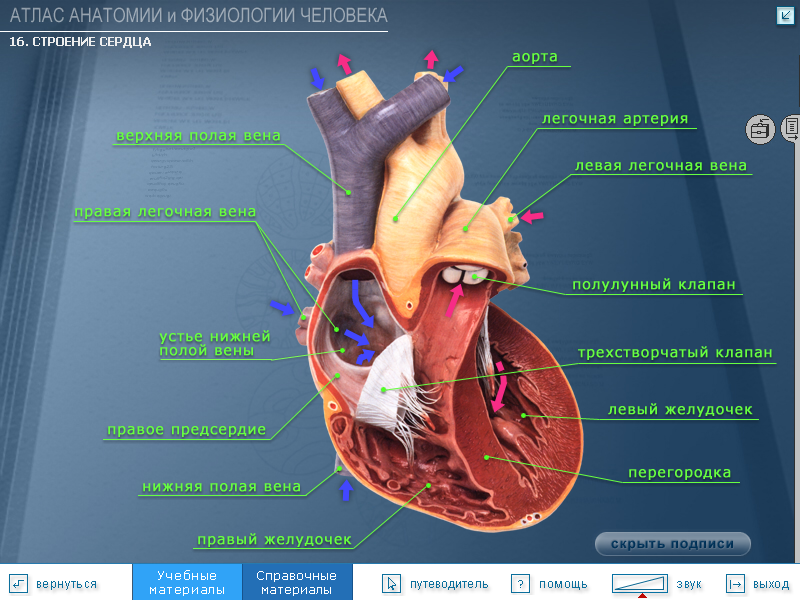 АТЛАС АНАТОМИИ и ФИЗИОЛОГИИ ЧЕЛОВЕКА
16. СТРОЕНИЕ СЕРДЦА
аорта
легочная артерия
верхняя полая вена
левая легочная вена
правая легочная вена
полулунный клапан
устье нижней
полой вены
трехстворчатый клапан
левый желудочек
правое предсердие
перегородка
нижняя полая вена
правый желудочек
скрыть подписи
вернуться
Учебные
материалы
Справочные
материалы
путеводитель
? помощь
звук
выход